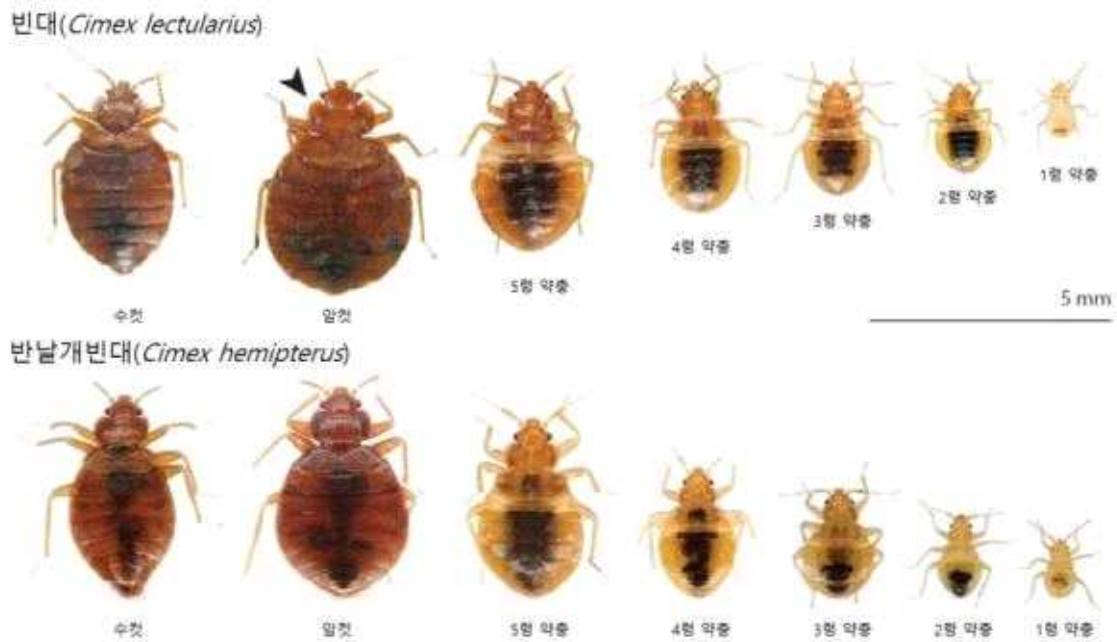 빈대(Cimex lectularius)
1령 약충
2령 약충
3령 약충
4령 약충
5령 약충
5 mm
수컷
암컷
반날개빈대(Cimex hemipterus)
수컷
암컷
5령 약충
4령 약충
3령 약충
2령 약충
1령 약충